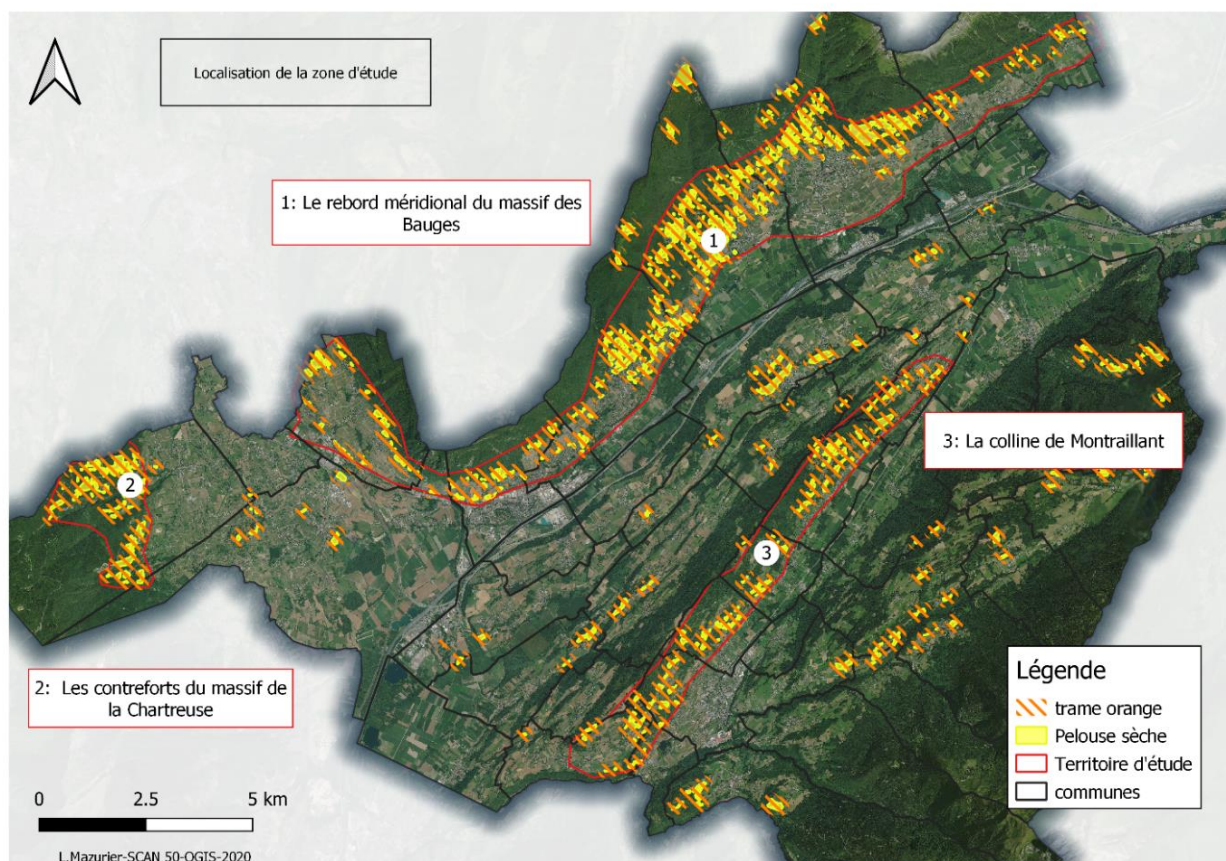 Localisation de la zone d'étude
1: Le rebord méridional du massif des
Bauges
1
2
3: La colline de Montraillant
3
2: Les contreforts du massif de
la Chartreuse
Légende
trame orange
Pelouse sèche
Territoire d'étude
communes
0 2.5 5 km
L.Mazurier-SCAN 50-QGIS-2020